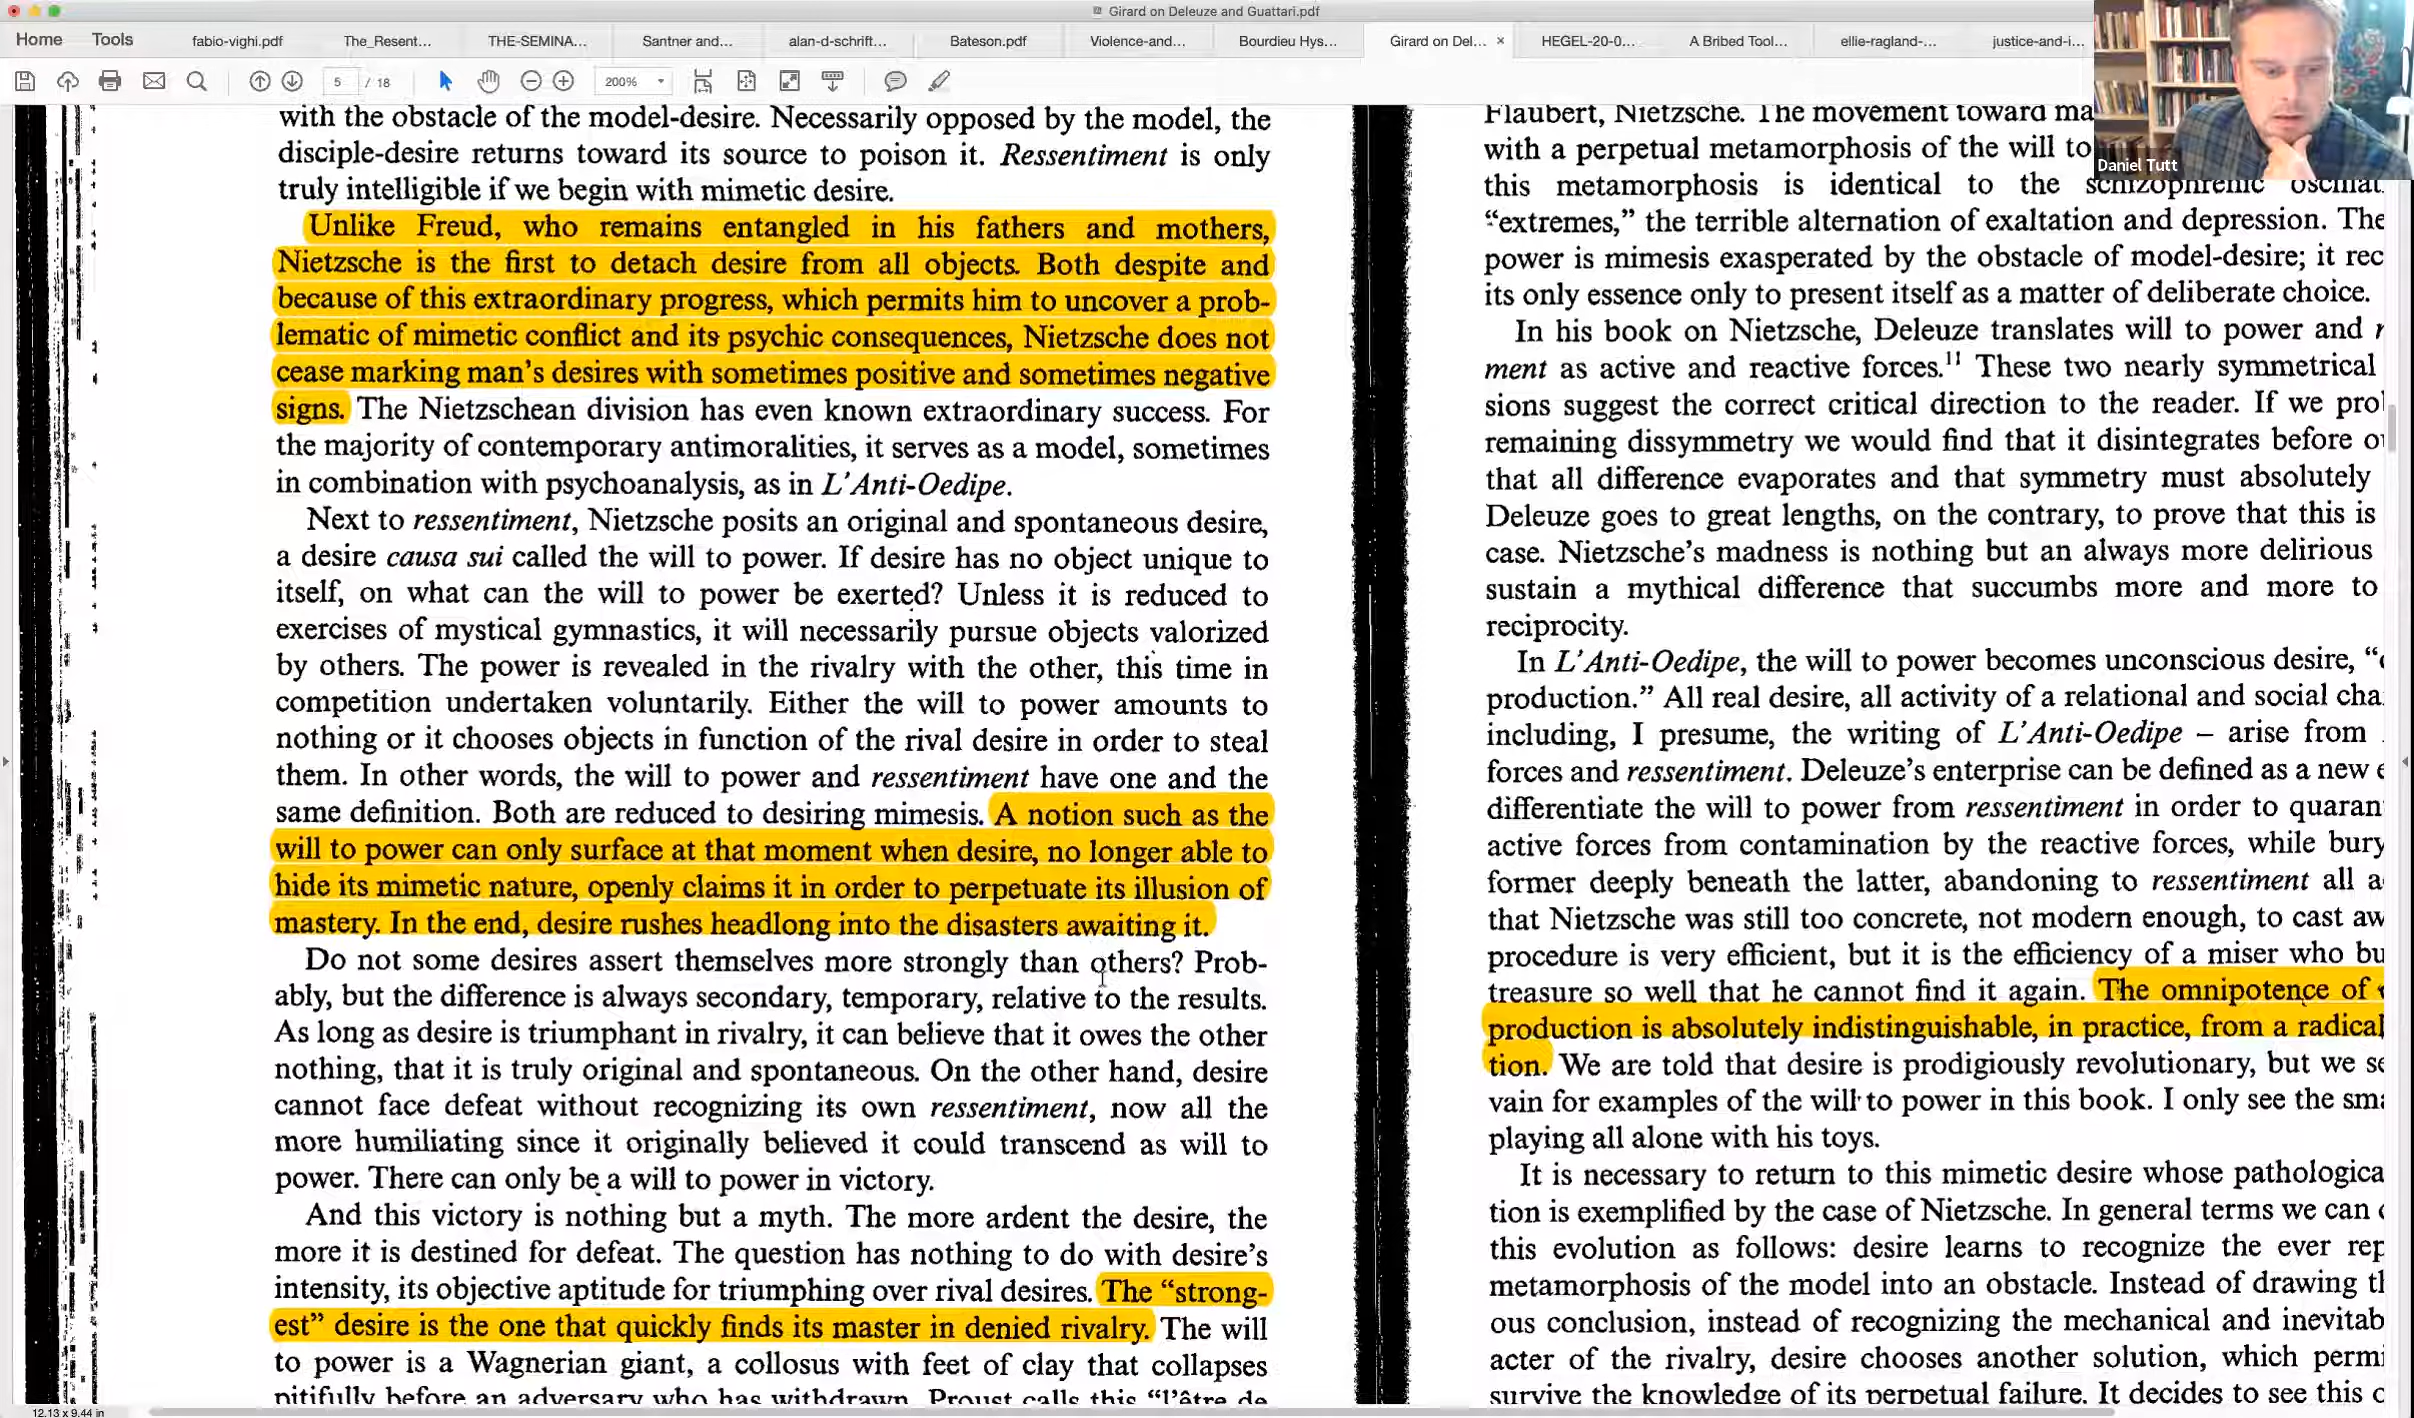 Girard on Deleuze and Guattari.pdf
Home
Tools
fabio-vighi.pdf
The_Resent...
THE-SEMINA...
Santner and...
alan-d-schrift...
Bateson.pdf
Violence-and...
Bourdieu Hys...
Girard on Del... ×
HEGEL-20-0...
A Bribed Tool...
ellie-ragland-...
justice-and-i...
5 / 18
200%
Daniel Tutt
with the obstacle of the model-desire. Necessarily opposed by the model, the
disciple-desire returns toward its source to poison it. Ressentiment is only
truly intelligible if we begin with mimetic desire.
Unlike Freud, who remains entangled in his fathers and mothers,
Nietzsche is the first to detach desire from all objects. Both despite and
because of this extraordinary progress, which permits him to uncover a prob-
lematic of mimetic conflict and its psychic consequences, Nietzsche does not
cease marking man's desires with sometimes positive and sometimes negative
signs. The Nietzschean division has even known extraordinary success. For
the majority of contemporary antimoralities, it serves as a model, sometimes
in combination with psychoanalysis, as in L'Anti-Oedipe.
Next to ressentiment, Nietzsche posits an original and spontaneous desire,
a desire causa sui called the will to power. If desire has no object unique to
itself, on what can the will to power be exerted? Unless it is reduced to
exercises of mystical gymnastics, it will necessarily pursue objects valorized
by others. The power is revealed in the rivalry with the other, this time in
competition undertaken voluntarily. Either the will to power amounts to
nothing or it chooses objects in function of the rival desire in order to steal
them. In other words, the will to power and ressentiment have one and the
same definition. Both are reduced to desiring mimesis. A notion such as the
will to power can only surface at that moment when desire, no longer able to
hide its mimetic nature, openly claims it in order to perpetuate its illusion of
mastery. In the end, desire rushes headlong into the disasters awaiting it.
Do not some desires assert themselves more strongly than others? Prob-
ably, but the difference is always secondary, temporary, relative to the results.
As long as desire is triumphant in rivalry, it can believe that it owes the other
nothing, that it is truly original and spontaneous. On the other hand, desire
cannot face defeat without recognizing its own ressentiment, now all the
more humiliating since it originally believed it could transcend as will to
power. There can only be a will to power in victory.
And this victory is nothing but a myth. The more ardent the desire, the
more it is destined for defeat. The question has nothing to do with desire's
intensity, its objective aptitude for triumphing over rival desires. The "strong-
est" desire is the one that quickly finds its master in denied rivalry. The will
to power is a Wagnerian giant, a collosus with feet of clay that collapses
pitifully before an adversary who has withdrawn. Proust calls this "l'être de
Flaubert, Nietzsche. The movement toward ma
with a perpetual metamorphosis of the will to
this metamorphosis is identical to the schizophrenic oscillat
"extremes," the terrible alternation of exaltation and depression. The
power is mimesis exasperated by the obstacle of model-desire; it rec
its only essence only to present itself as a matter of deliberate choice.
In his book on Nietzsche, Deleuze translates will to power and r
ment as active and reactive forces.11 These two nearly symmetrical
sions suggest the correct critical direction to the reader. If we pro
remaining dissymmetry we would find that it disintegrates before o
that all difference evaporates and that symmetry must absolutely
Deleuze goes to great lengths, on the contrary, to prove that this is
case. Nietzsche's madness is nothing but an always more delirious
sustain a mythical difference that succumbs more and more to
reciprocity.
In L'Anti-Oedipe, the will to power becomes unconscious desire, "
production." All real desire, all activity of a relational and social cha
including, I presume, the writing of L'Anti-Oedipe – arise from
forces and ressentiment. Deleuze's enterprise can be defined as a new e
differentiate the will to power from ressentiment in order to quaran
active forces from contamination by the reactive forces, while bury
former deeply beneath the latter, abandoning to ressentiment all a
that Nietzsche was still too concrete, not modern enough, to cast aw
procedure is very efficient, but it is the efficiency of a miser who bu
treasure so well that he cannot find it again. The omnipotence of
production is absolutely indistinguishable, in practice, from a radical
tion. We are told that desire is prodigiously revolutionary, but we se
vain for examples of the will to power in this book. I only see the sma
playing all alone with his toys.
It is necessary to return to this mimetic desire whose pathologica
tion is exemplified by the case of Nietzsche. In general terms we can
this evolution as follows: desire learns to recognize the ever rep
metamorphosis of the model into an obstacle. Instead of drawing th
ous conclusion, instead of recognizing the mechanical and inevitab
acter of the rivalry, desire chooses another solution, which permi
survive the knowledge of its perpetual failure. It decides to see this o
12.13 x 9.44 in